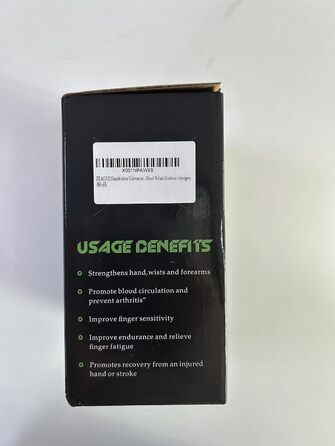 USAGE BENEFITS
Strengthens hand,wists and forearms
Promote blood circulation and
prevent arthritis"
Improve finger sensitivity
Improve endurance and relieve
finger fatigue
Promotes recovery from an injured
hand or stroke